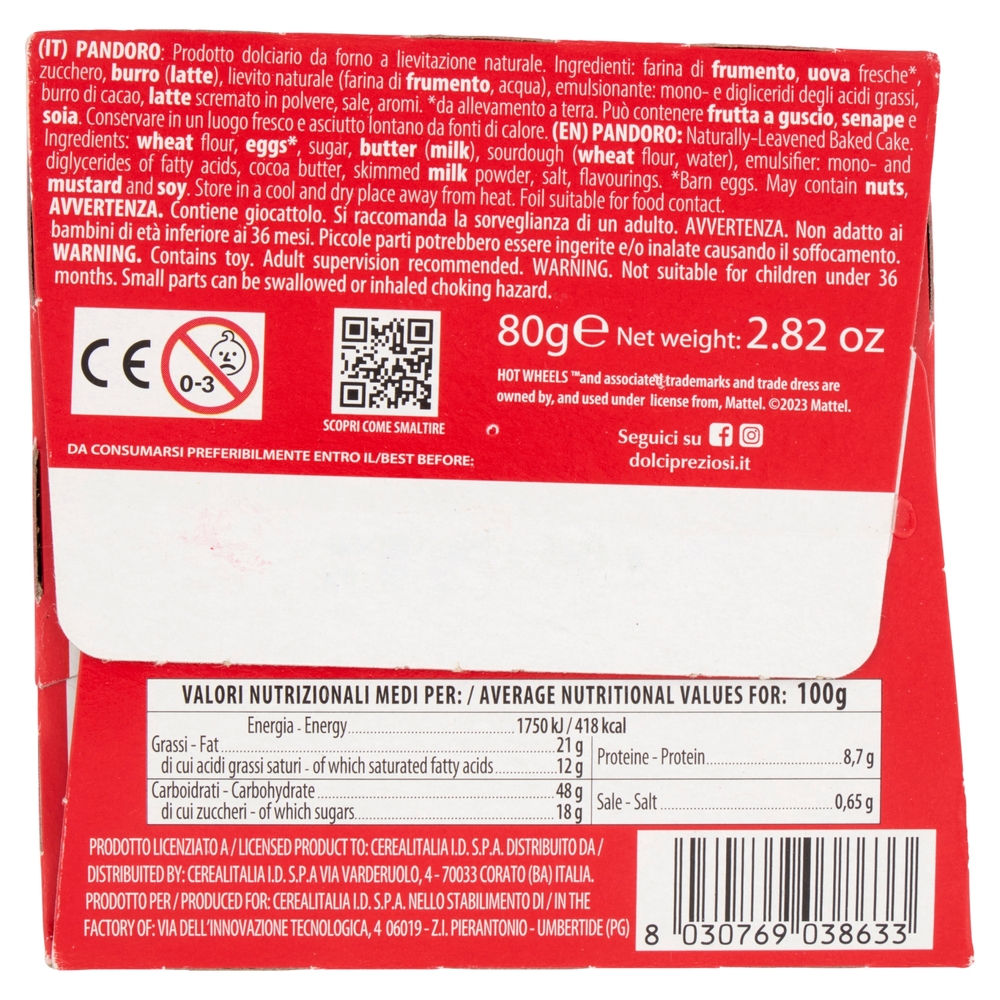 (IT) PANDORO: Prodotto dolciario da forno a lievitazione naturale. Ingredienti: farina di frumento, uova fresche*,
zucchero, burro (latte), lievito naturale (farina di frumento, acqua), emulsionante: mono- e digliceridi degli acidi grassi,
burro di cacao, latte scremato in polvere, sale, aromi. *da allevamento a terra. Può contenere frutta a guscio, senape e
soia. Conservare in un luogo fresco e asciutto lontano da fonti di calore. (EN) PANDORO: Naturally-Leavened Baked Cake.
Ingredients: wheat flour, eggs*, sugar, butter (milk), sourdough (wheat flour, water), emulsifier: mono- and
diglycerides of fatty acids, cocoa butter, skimmed milk powder, salt, flavourings. *Barn eggs. May contain nuts,
mustard and soy. Store in a cool and dry place away from heat. Foil suitable for food contact.
AVVERTENZA. Contiene giocattolo. Si raccomanda la sorveglianza di un adulto. AVVERTENZA. Non adatto ai
bambini di età inferiore ai 36 mesi. Piccole parti potrebbero essere ingerite e/o inalate causando il soffocamento.
WARNING. Contains toy. Adult supervision recommended. WARNING. Not suitable for children under 36
months. Small parts can be swallowed or inhaled choking hazard.
CE 0-3
80g e Net weight: 2.82 oz
HOT WHEELS ™and associated trademarks and trade dress are
owned by, and used under license from, Mattel. ©2023 Mattel.
SCOPRI COME SMALTIRE
Seguici su
dolcipreziosi.it
DA CONSUMARSI PREFERIBILMENTE ENTRO IL/BEST BEFORE:
VALORI NUTRIZIONALI MEDI PER: / AVERAGE NUTRITIONAL VALUES FOR: 100g
Energia - Energy.................................1750 kJ / 418 kcal
Grassi - Fat.................................21 g
di cui acidi grassi saturi - of which saturated fatty acids.............12 g
Proteine - Protein..........................8,7 g
Carboidrati - Carbohydrate.................................48 g
di cui zuccheri - of which sugars.................................18 g
Sale - Salt.................................0,65 g
PRODOTTO LICENZIATO A / LICENSED PRODUCT TO: CEREALITALIA I.D. S.P.A. DISTRIBUITO DA /
DISTRIBUITED BY: CEREALITALIA I.D. S.P.A VIA VARDERUOLO, 4 - 70033 CORATO (BA) ITALIA.
PRODOTTO PER / PRODUCED FOR: CEREALITALIA I.D. S.P.A. NELLO STABILIMENTO DI / IN THE
FACTORY OF: VIA DELL'INNOVAZIONE TECNOLOGICA, 4 06019 - Z.I. PIERANTONIO - UMBERTIDE (PG)
8 030769 038633